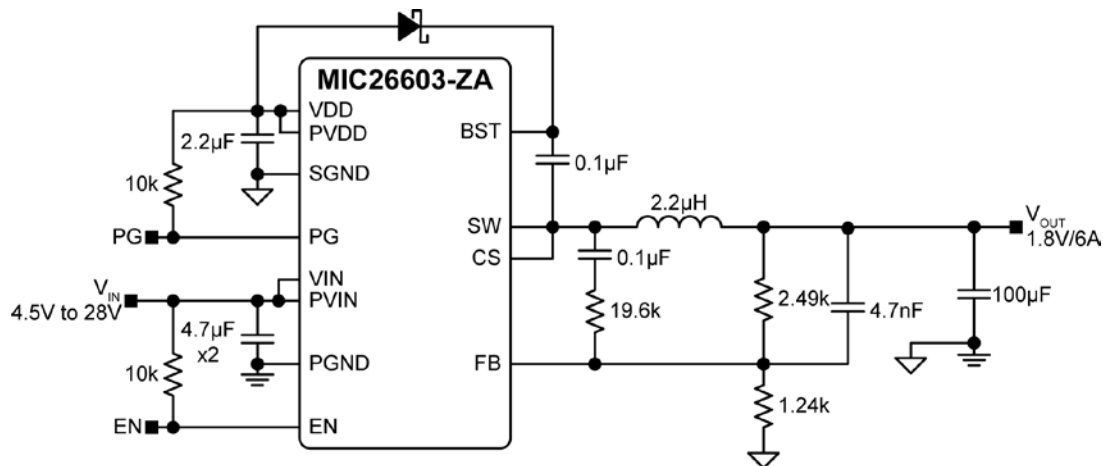 MIC26603-ZA
VDD
PVDD
BST
2.2µF
SGND
0.1µF
10k
2.2µH
V_OUT
1.8V/6A
SW
PG
PG
CS
0.1µF
VIN
V_IN
4.5V to 28V
PVIN
2.49k
4.7nF
100µF
19.6k
4.7µF
x2
PGND
FB
10k
1.24k
EN
EN